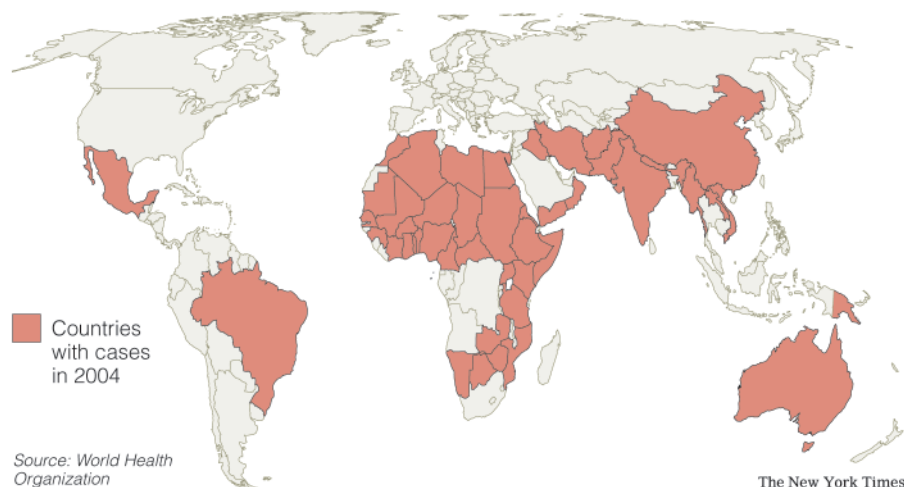 Countries
with cases
in 2004
Source: World Health
Organization
The New York Times